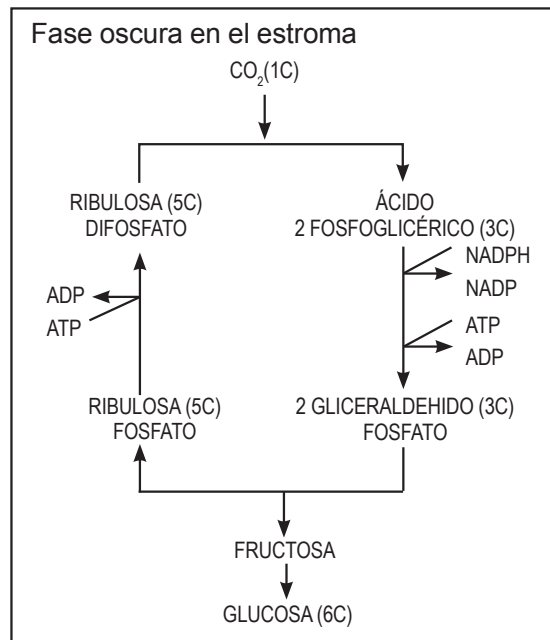 Fase oscura en el estroma
CO₂(1C)
RIBULOSA (5C)
DIFOSFATO
ÁCIDO
2 FOSFOGLICÉRICO (3C)
NADPH
NADP
ADP
ATP
ATP
ADP
RIBULOSA (5C)
FOSFATO
2 GLICERALDEHIDO (3C)
FOSFATO
FRUCTOSA
GLUCOSA (6C)